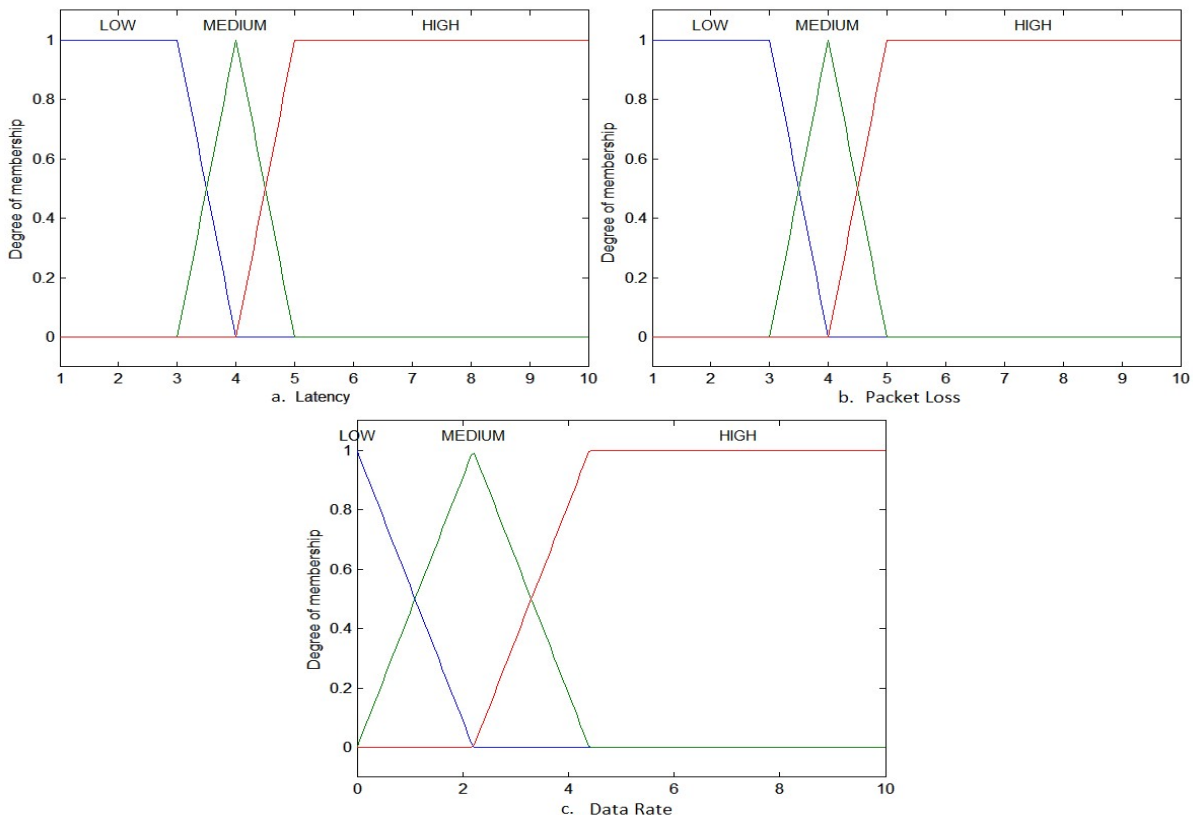 LOW MEDIUM HIGH
1
0.8
0.6
0.4
0.2
0
Degree of membership
1 2 3 4 5 6 7 8 9 10
a. Latency
LOW MEDIUM HIGH
1
0.8
0.6
0.4
0.2
0
Degree of membership
1 2 3 4 5 6 7 8 9 10
b. Packet Loss
LOW MEDIUM HIGH
1
0.8
0.6
0.4
0.2
0
Degree of membership
0 2 4 6 8 10
c. Data Rate